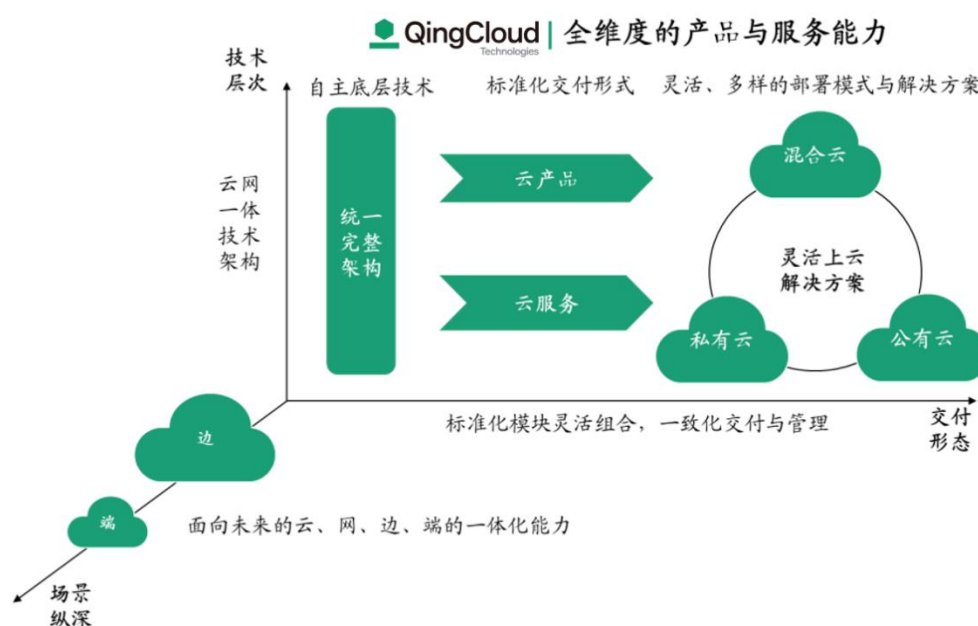 QingCloud | 全维度的产品与服务能力
Technologies
技术
层次
自主底层技术
标准化交付形式
灵活、多样的部署模式与解决方案
云网
一体
技术
架构
统一
完整
架构
云产品
云服务
混合云
灵活上云
解决方案
私有云
公有云
标准化模块灵活组合，一致化交付与管理
交付
形态
边
端
面向未来的云、网、边、端的一体化能力
场景
纵深